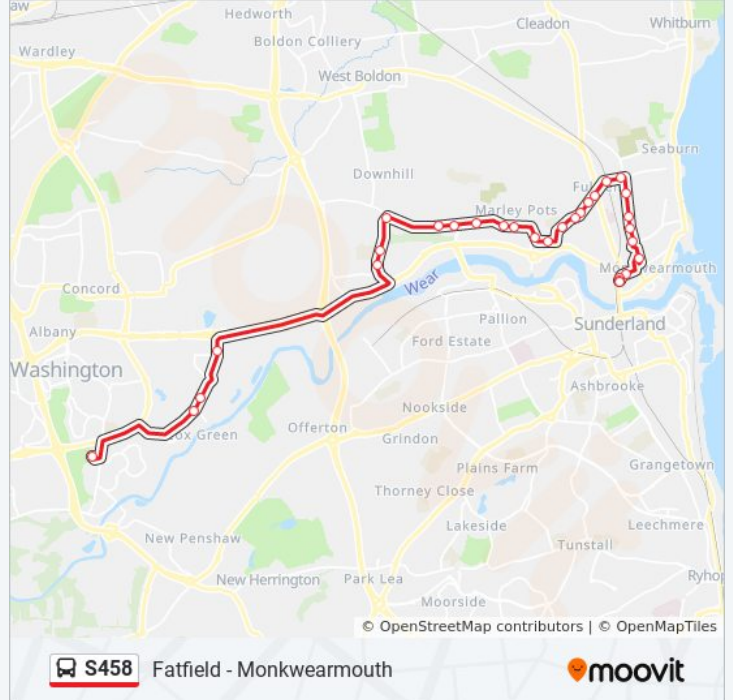 aw
Hedworth
Cleadon
Whitburn
Wardley
Boldon Colliery
West Boldon
Seaburn
Downhill
Marley Pots
Concord
Wear
Pallion
Sunderland
Albany
Ford Estate
Washington
Ashbrooke
Nookside
Offerton
Grindon
Plains Farm
Grangetown
Thorney Close
Lakeside
Leechmere
New Penshaw
Tunstall
New Herrington
Park Lea
Ryhop
Moorside
© OpenStreetMap contributors | © OpenMapTiles
S458 Fatfield - Monkwearmouth
moovit